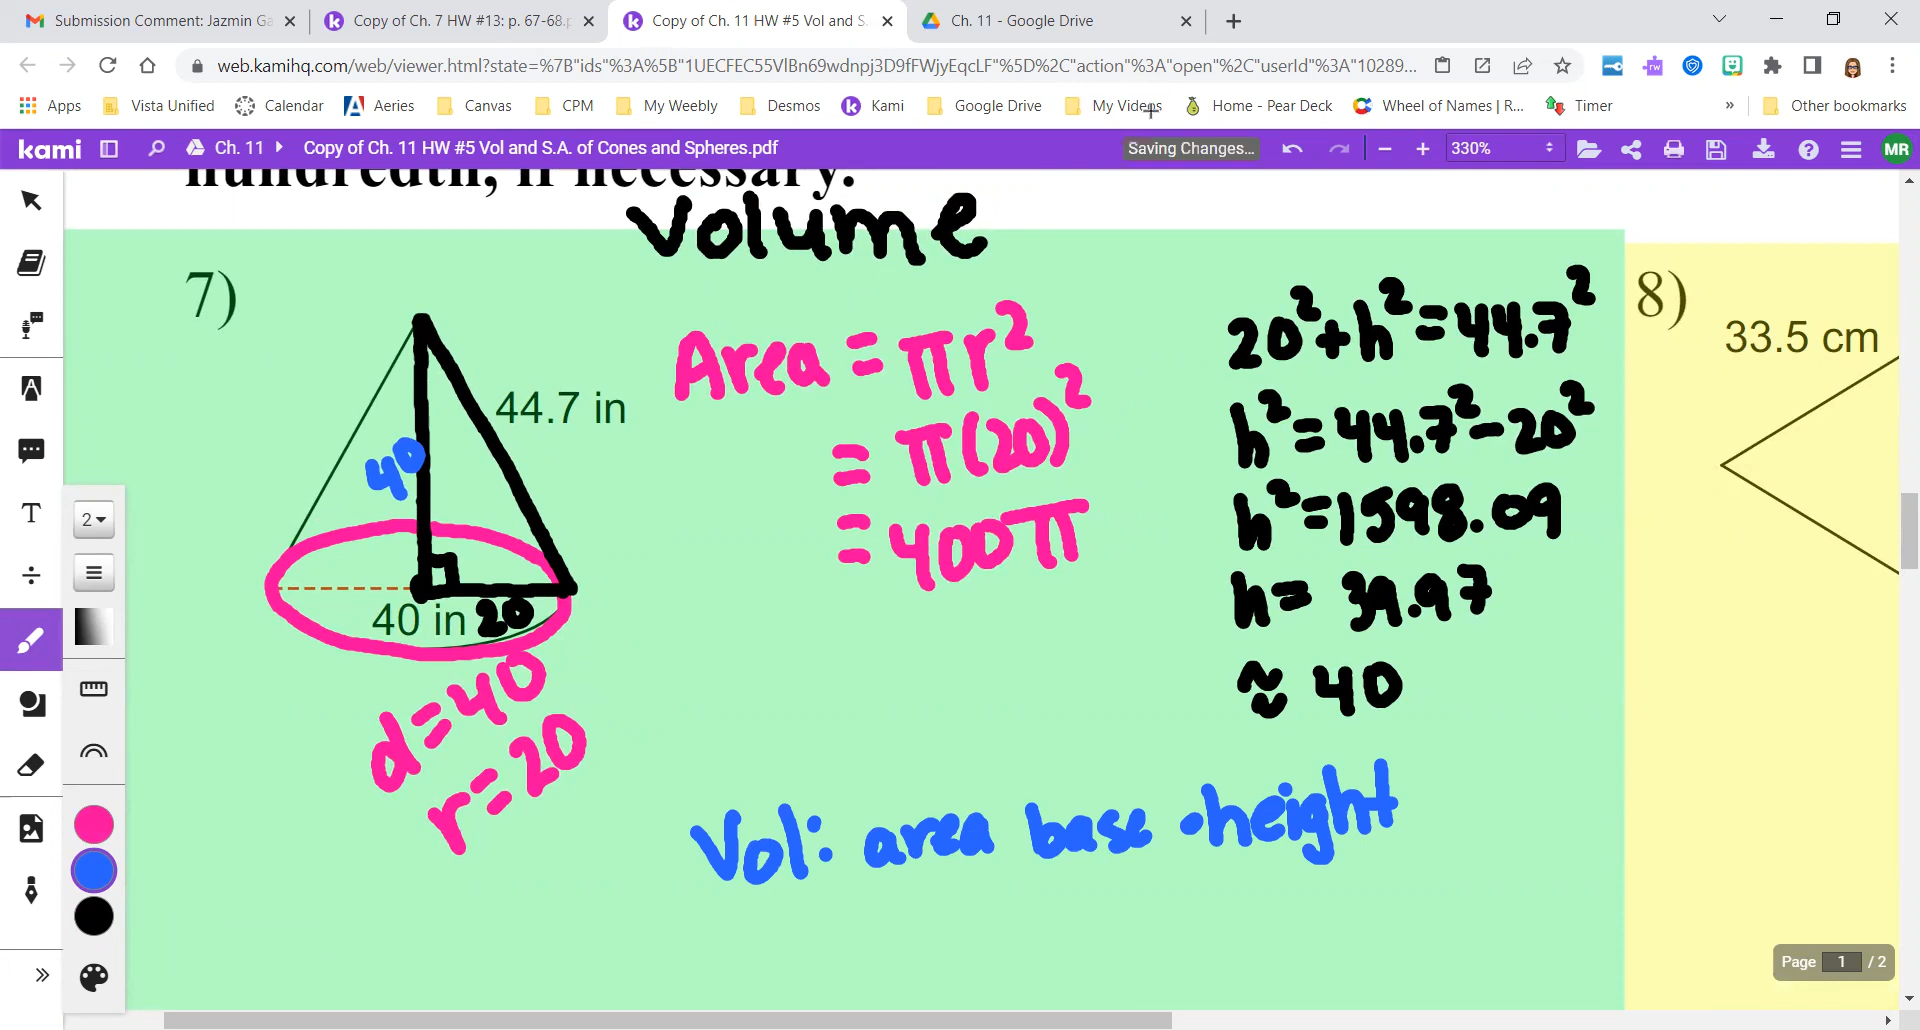 Submission Comment: Jazmin Ga
Copy of Ch. 7 HW #13: p. 67-68.p
Copy of Ch. 11 HW #5 Vol and S.
Ch. 11 - Google Drive
web.kamihq.com/web/viewer.html?state=%7B"ids"%3A%5B"1UECFEC55VlBn69wdnpj3D9fFWjyEqcLF"%5D%2C"action"%3A"open"%2C"userId"%3A"10289...
Apps Vista Unified Calendar Aeries Canvas CPM My Weebly Desmos Kami Google Drive My Videos Home - Pear Deck Wheel of Names | R... Timer » Other bookmarks
kami Ch. 11 Copy of Ch. 11 HW #5 Vol and S.A. of Cones and Spheres.pdf Saving Changes... 330% MR
hundredth, if necessary.
Volume
7)
44.7 in
40
40 in 20
d=40
r=20
Area = πr²
= π(20)²
= 400π
20²+h²=44.7²
h²=44.7²-20²
h²=1598.09
h= 39.97
≈ 40
Vol: area base ·height
8)
33.5 cm
2
T
Page 1 / 2